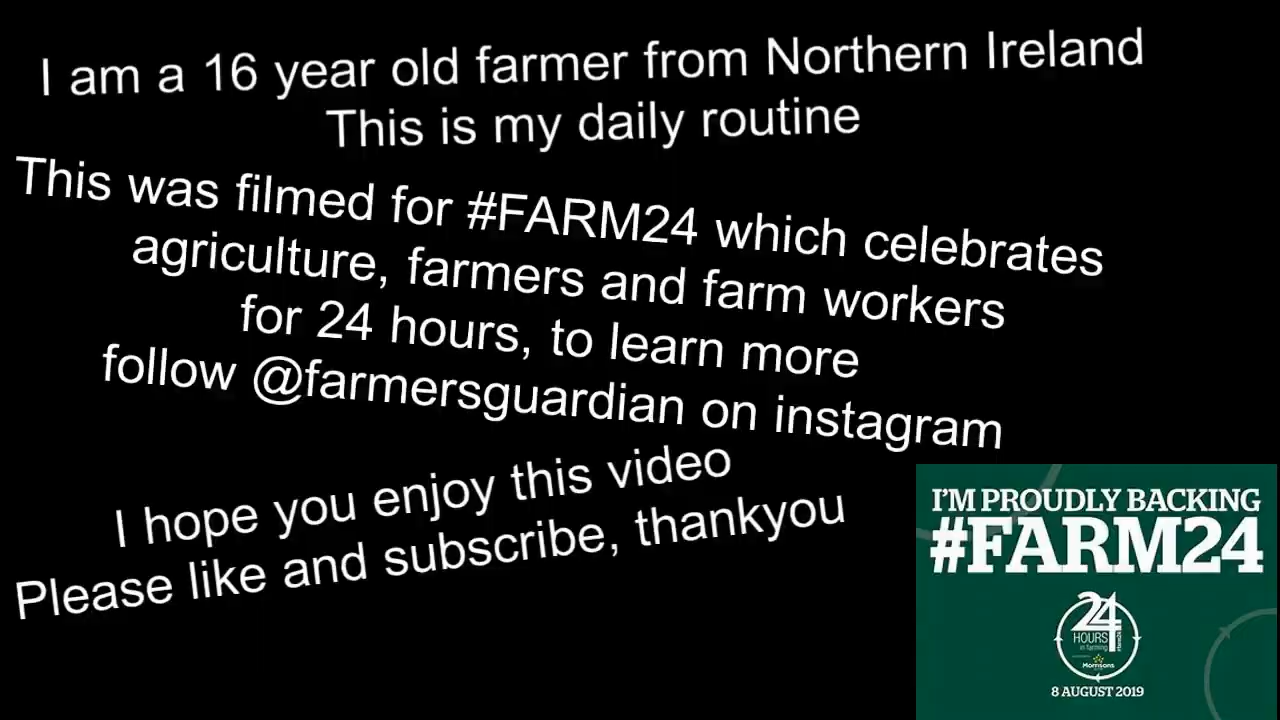 I am a 16 year old farmer from Northern Ireland
This is my daily routine
This was filmed for #FARM24 which celebrates
agriculture, farmers and farm workers
for 24 hours, to learn more
follow @farmersguardian on instagram
I hope you enjoy this video
Please like and subscribe, thankyou
I'M PROUDLY BACKING
#FARM24
24
HOURS
in farming
#farm24
Morrisons
8 AUGUST 2019